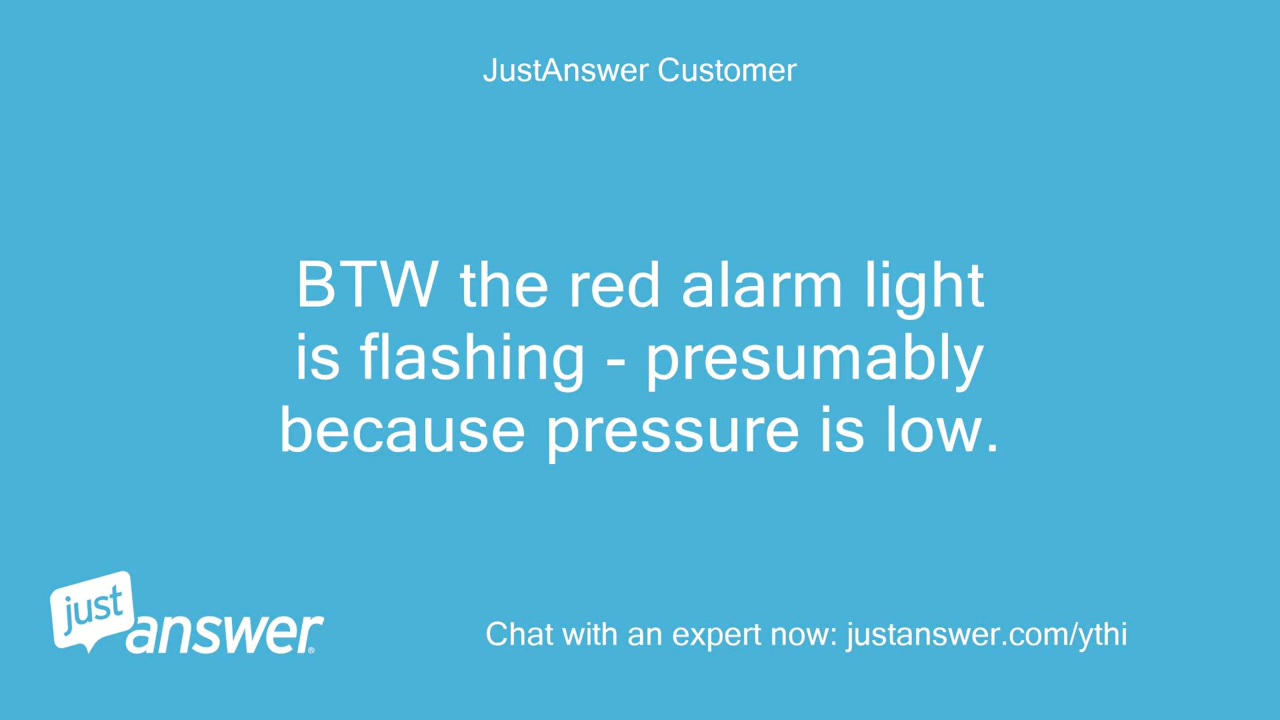 JustAnswer Customer
BTW the red alarm light
is flashing - presumably
because pressure is low.
just
answer®
Chat with an expert now: justanswer.com/ythi